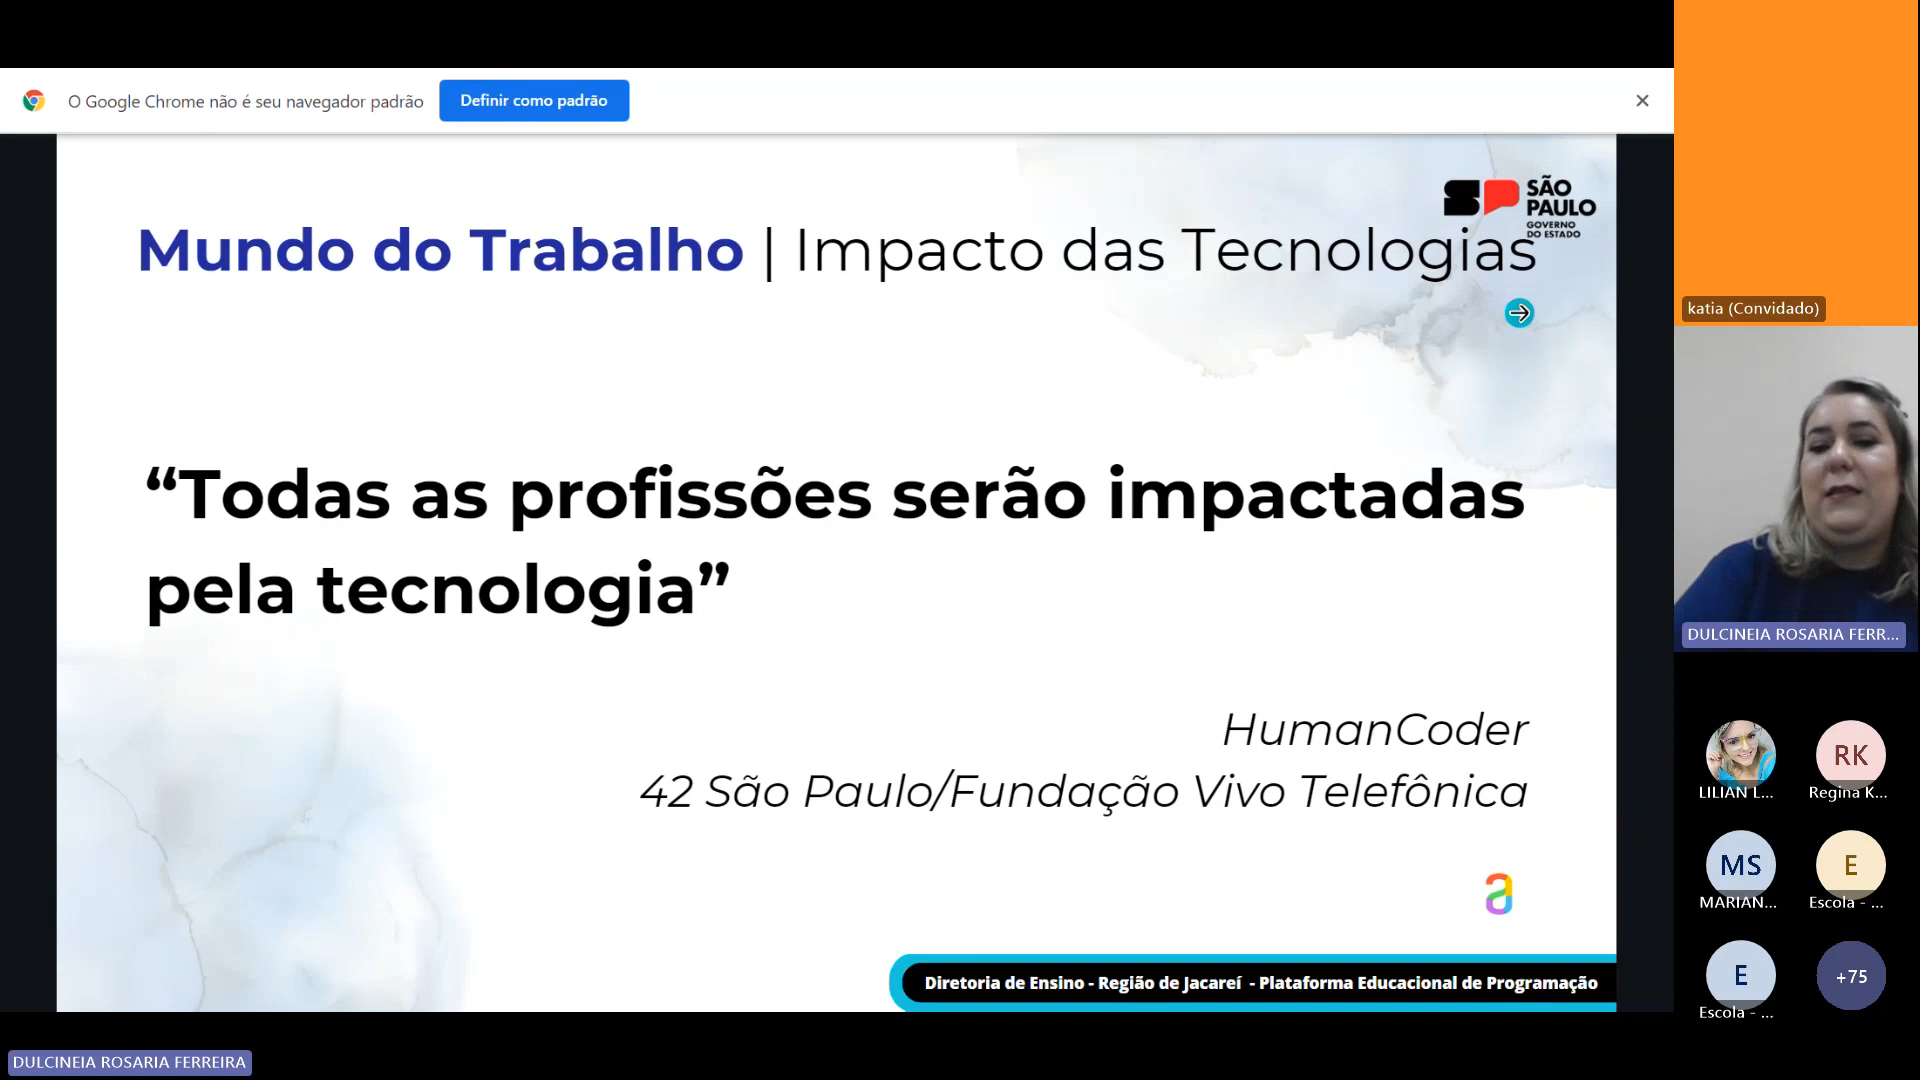 O Google Chrome não é seu navegador padrão
Definir como padrão
SÃO
PAULO
GOVERNO
DO ESTADO
Mundo do Trabalho | Impacto das Tecnologias
“Todas as profissões serão impactadas
pela tecnologia”
HumanCoder
42 São Paulo/Fundação Vivo Telefônica
a
Diretoria de Ensino - Região de Jacareí - Plataforma Educacional de Programação
DULCINEIA ROSARIA FERREIRA
katia (Convidado)
DULCINEIA ROSARIA FERR...
LILIAN L...
RK
Regina K...
MS
MARIAN...
E
Escola - ...
E
Escola - ...
+75